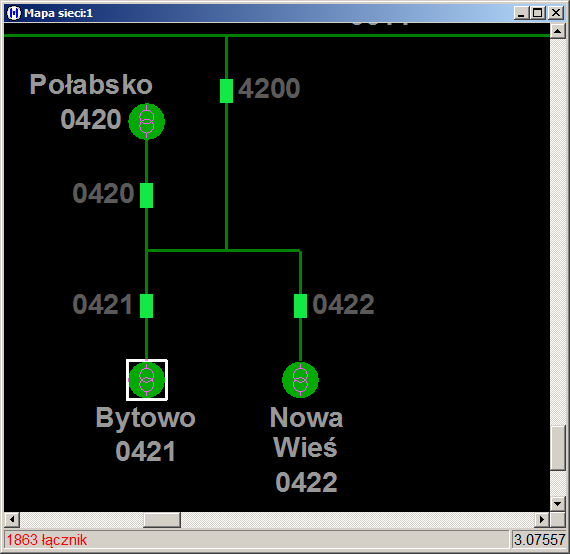 Mapa sieci:1
4200
Połabsko
0420
0420
0421
0422
Bytowo
0421
Nowa
Wieś
0422
1863 łącznik
3.07557